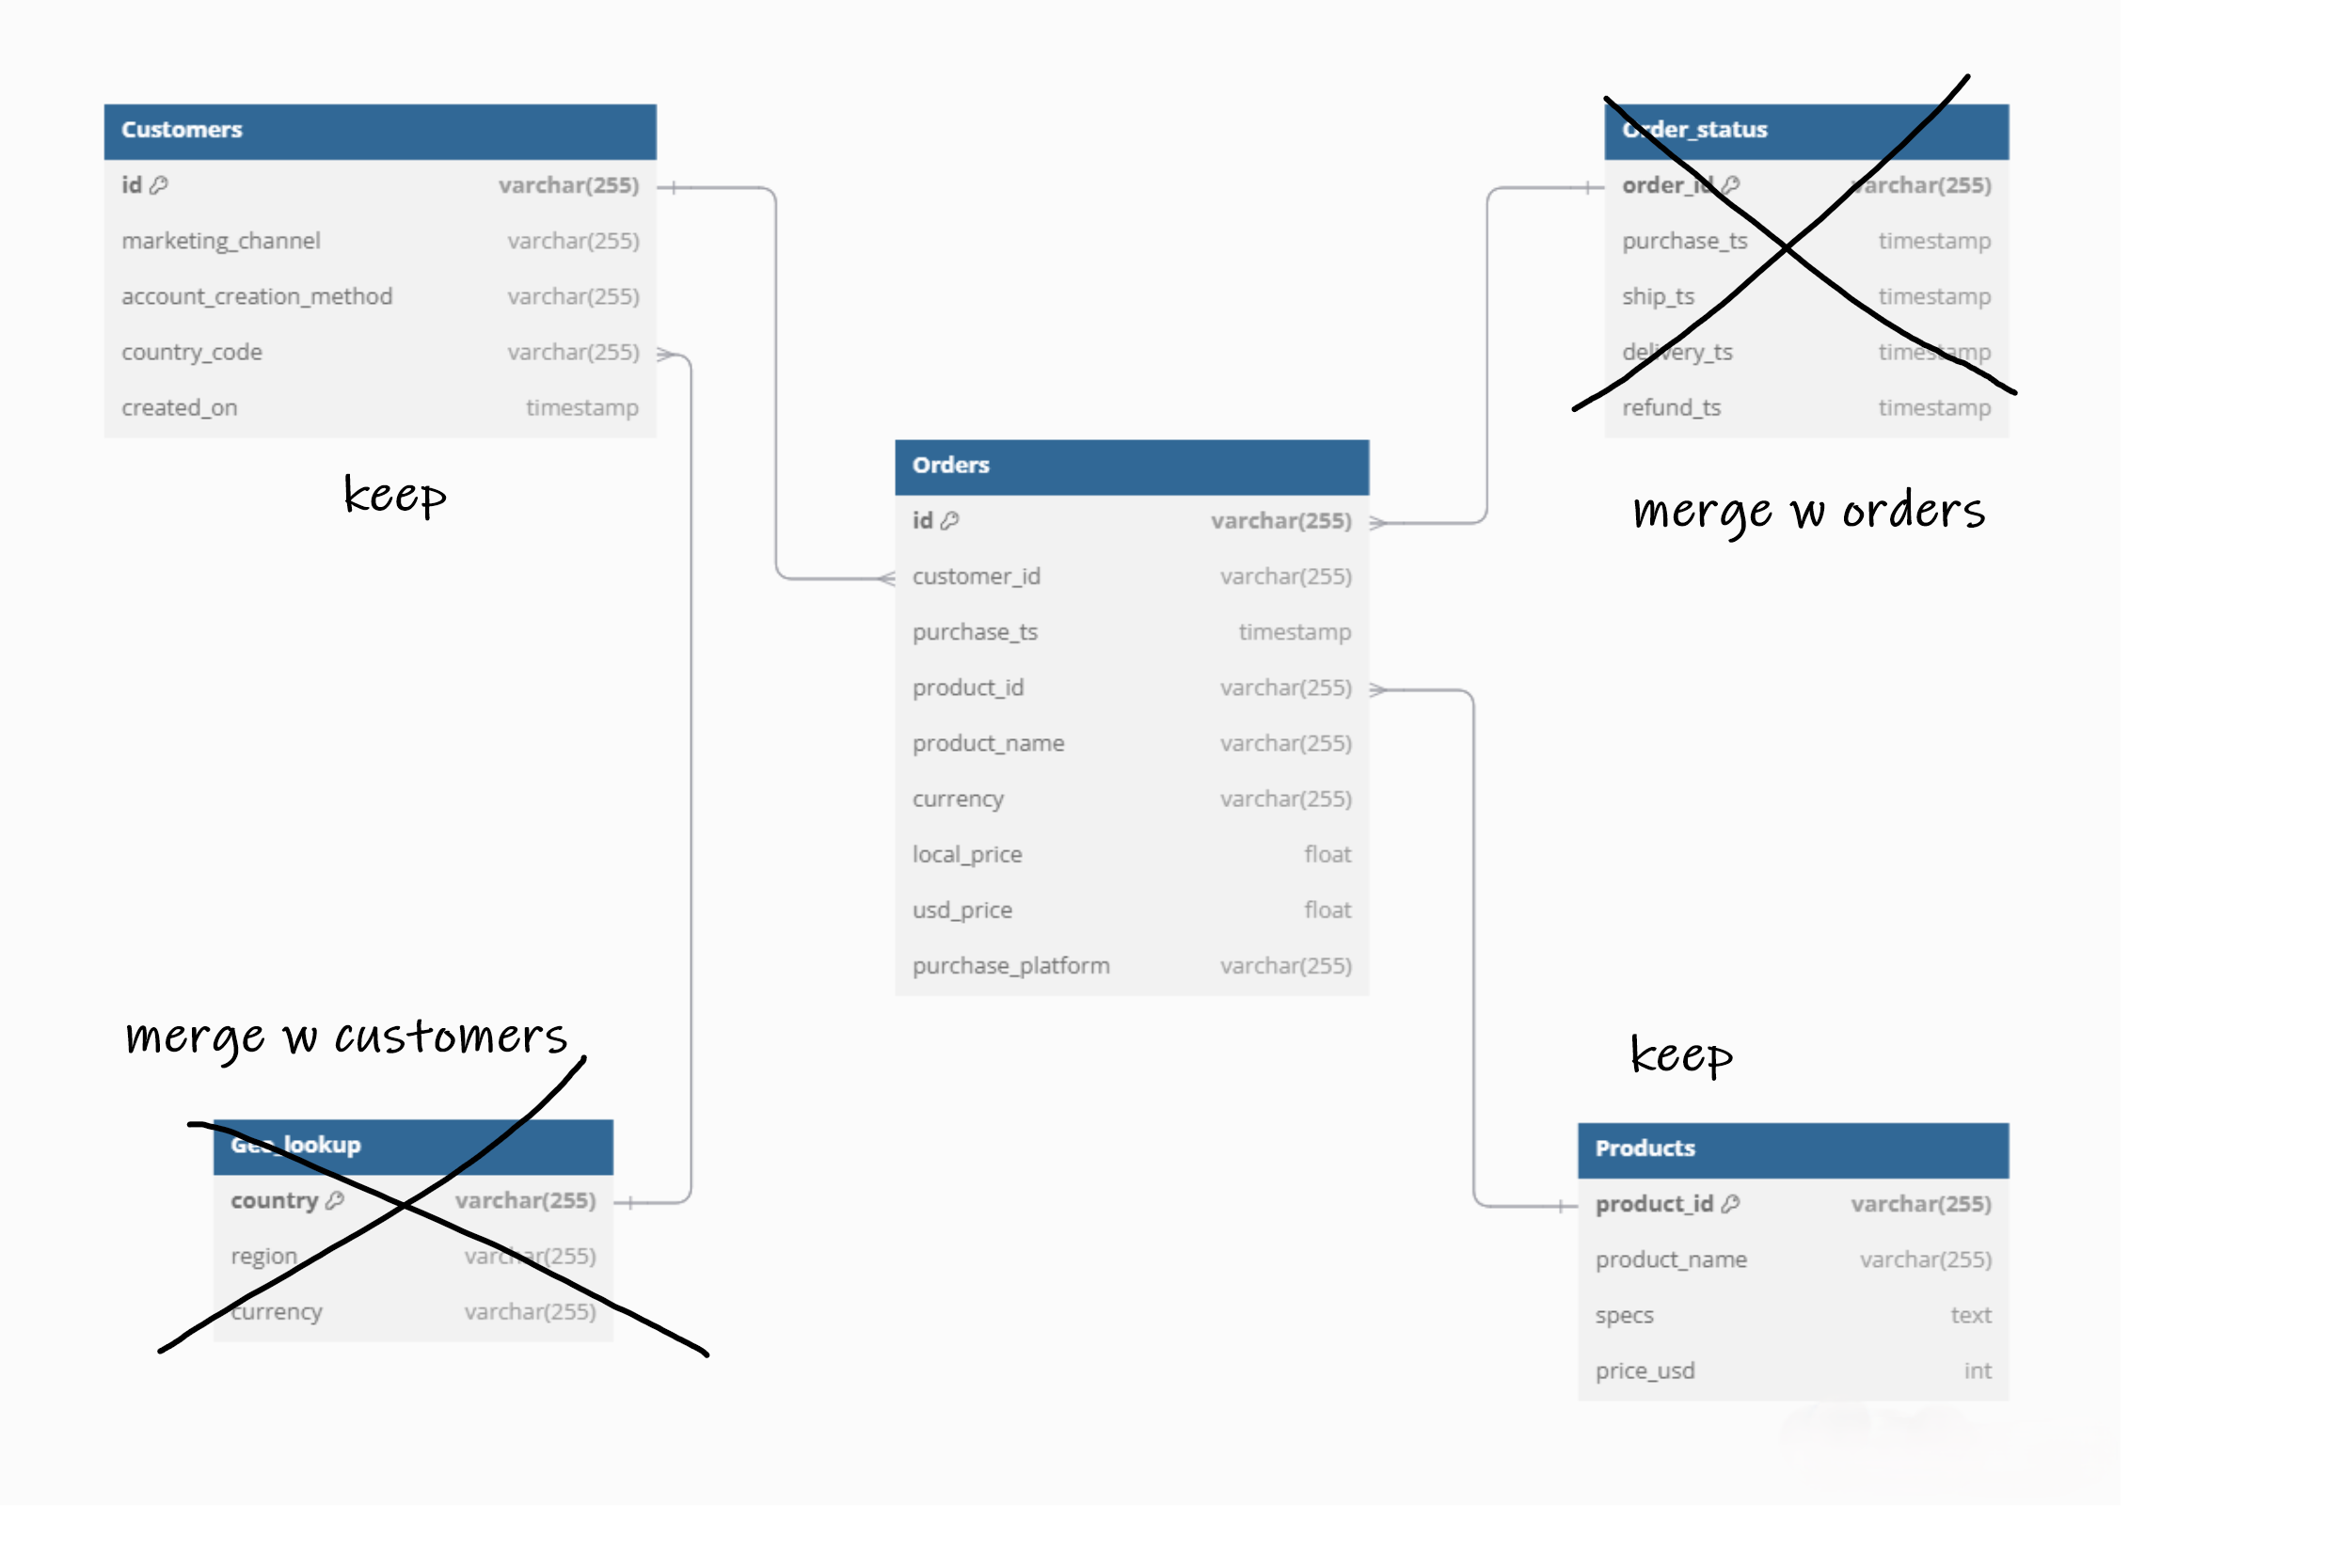 Customers
id varchar(255)
marketing_channel varchar(255)
account_creation_method varchar(255)
country_code varchar(255)
created_on timestamp
keep
Order_status
order_id varchar(255)
purchase_ts timestamp
ship_ts timestamp
delivery_ts timestamp
refund_ts timestamp
merge w orders
Orders
id varchar(255)
customer_id varchar(255)
purchase_ts timestamp
product_id varchar(255)
product_name varchar(255)
currency varchar(255)
local_price float
usd_price float
purchase_platform varchar(255)
merge w customers
Geo_lookup
country varchar(255)
region varchar(255)
currency varchar(255)
keep
Products
product_id varchar(255)
product_name varchar(255)
specs text
price_usd int